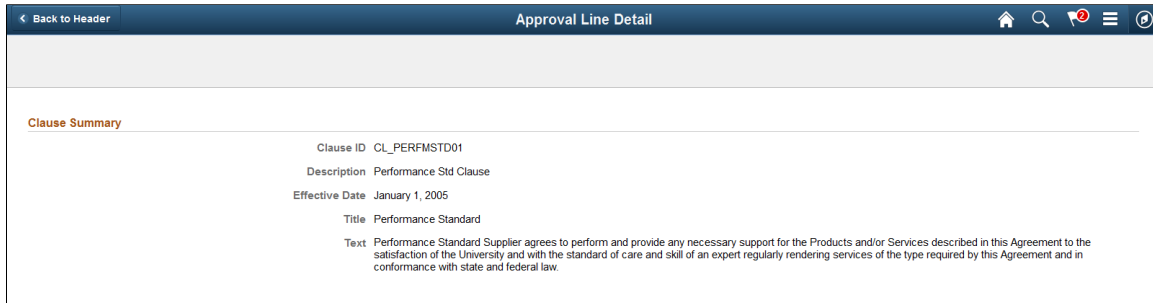 Back to Header
Approval Line Detail
2
Clause Summary
Clause ID CL_PERFMSTD01
Description Performance Std Clause
Effective Date January 1, 2005
Title Performance Standard
Text Performance Standard Supplier agrees to perform and provide any necessary support for the Products and/or Services described in this Agreement to the
satisfaction of the University and with the standard of care and skill of an expert regularly rendering services of the type required by this Agreement and in
conformance with state and federal law.